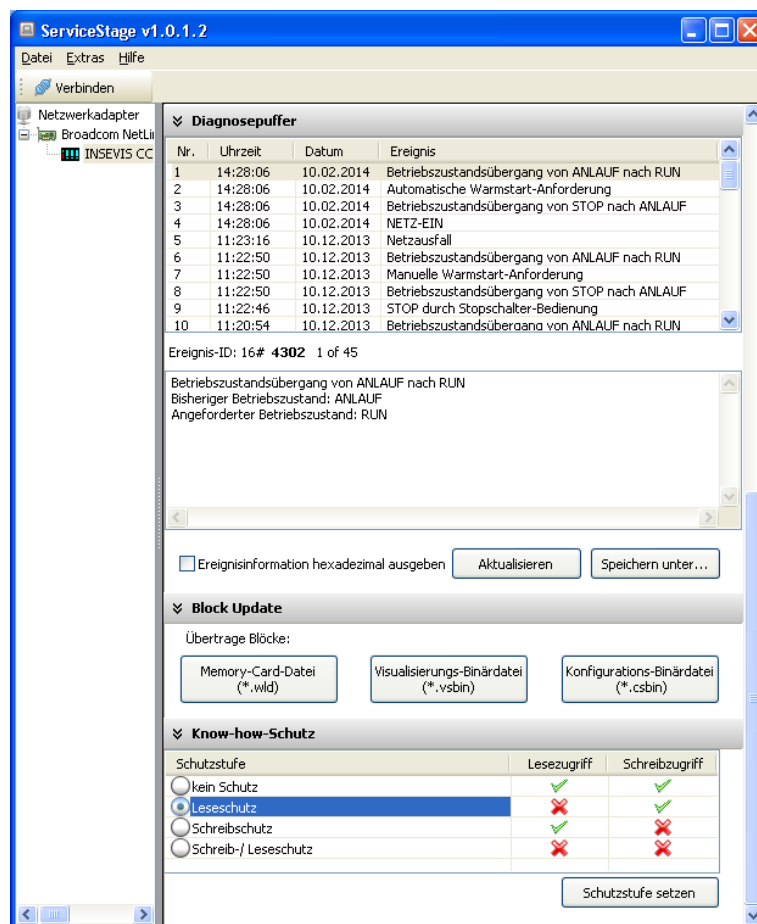 ServiceStage v1.0.1.2
Datei Extras Hilfe
Verbinden
Netzwerkadapter
Broadcom NetLi
INSEVIS CC
Diagnosepuffer
Nr. Uhrzeit Datum Ereignis
1 14:28:06 10.02.2014 Betriebszustandsübergang von ANLAUF nach RUN
2 14:28:06 10.02.2014 Automatische Warmstart-Anforderung
3 14:28:06 10.02.2014 Betriebszustandsübergang von STOP nach ANLAUF
4 14:28:06 10.02.2014 NETZ-EIN
5 11:23:16 10.12.2013 Netzausfall
6 11:22:50 10.12.2013 Betriebszustandsübergang von ANLAUF nach RUN
7 11:22:50 10.12.2013 Manuelle Warmstart-Anforderung
8 11:22:50 10.12.2013 Betriebszustandsübergang von STOP nach ANLAUF
9 11:22:46 10.12.2013 STOP durch Stopschalter-Bedienung
10 11:20:54 10.12.2013 Betriebszustandsübergang von ANLAUF nach RUN
Ereignis-ID: 16# 4302 1 of 45
Betriebszustandsübergang von ANLAUF nach RUN
Bisheriger Betriebszustand: ANLAUF
Angeforderter Betriebszustand: RUN
Ereignisinformation hexadezimal ausgeben Aktualisieren Speichern unter...
Block Update
Übertrage Blöcke:
Memory-Card-Datei
(*.wld)
Visualisierungs-Binärdatei
(*.vsbin)
Konfigurations-Binärdatei
(*.csbin)
Know-how-Schutz
Schutzstufe Lesezugriff Schreibzugriff
kein Schutz
Leseschutz
Schreibschutz
Schreib-/ Leseschutz
Schutzstufe setzen